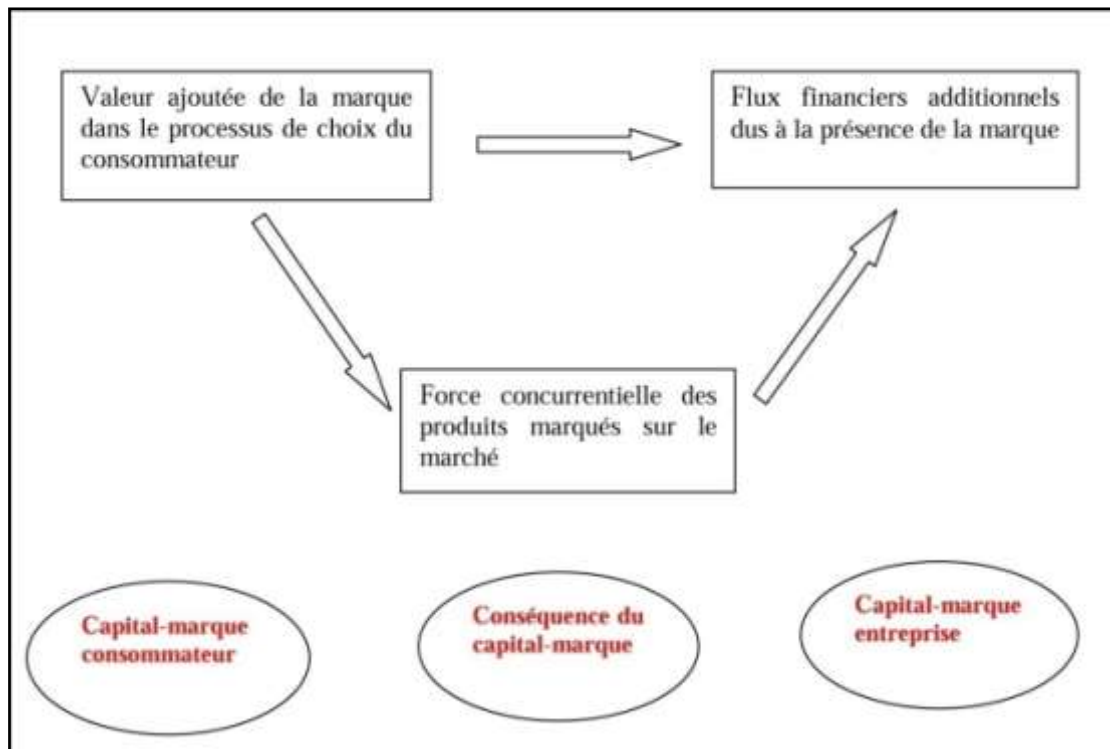 Valeur ajoutée de la marque
dans le processus de choix du
consommateur
Flux financiers additionnels
dus à la présence de la marque
Force concurrentielle des
produits marqués sur le
marché
Capital-marque
consommateur
Conséquence du
capital-marque
Capital-marque
entreprise